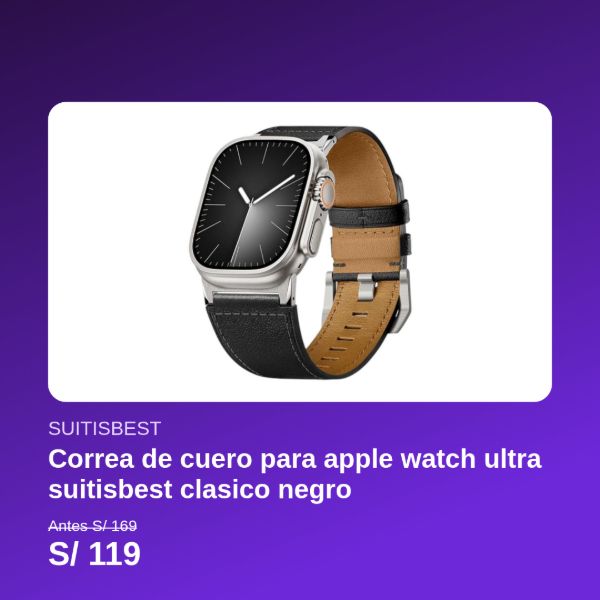 SUITISBEST
Correa de cuero para apple watch ultra
suitisbest clasico negro
Antes S/ 169
S/ 119